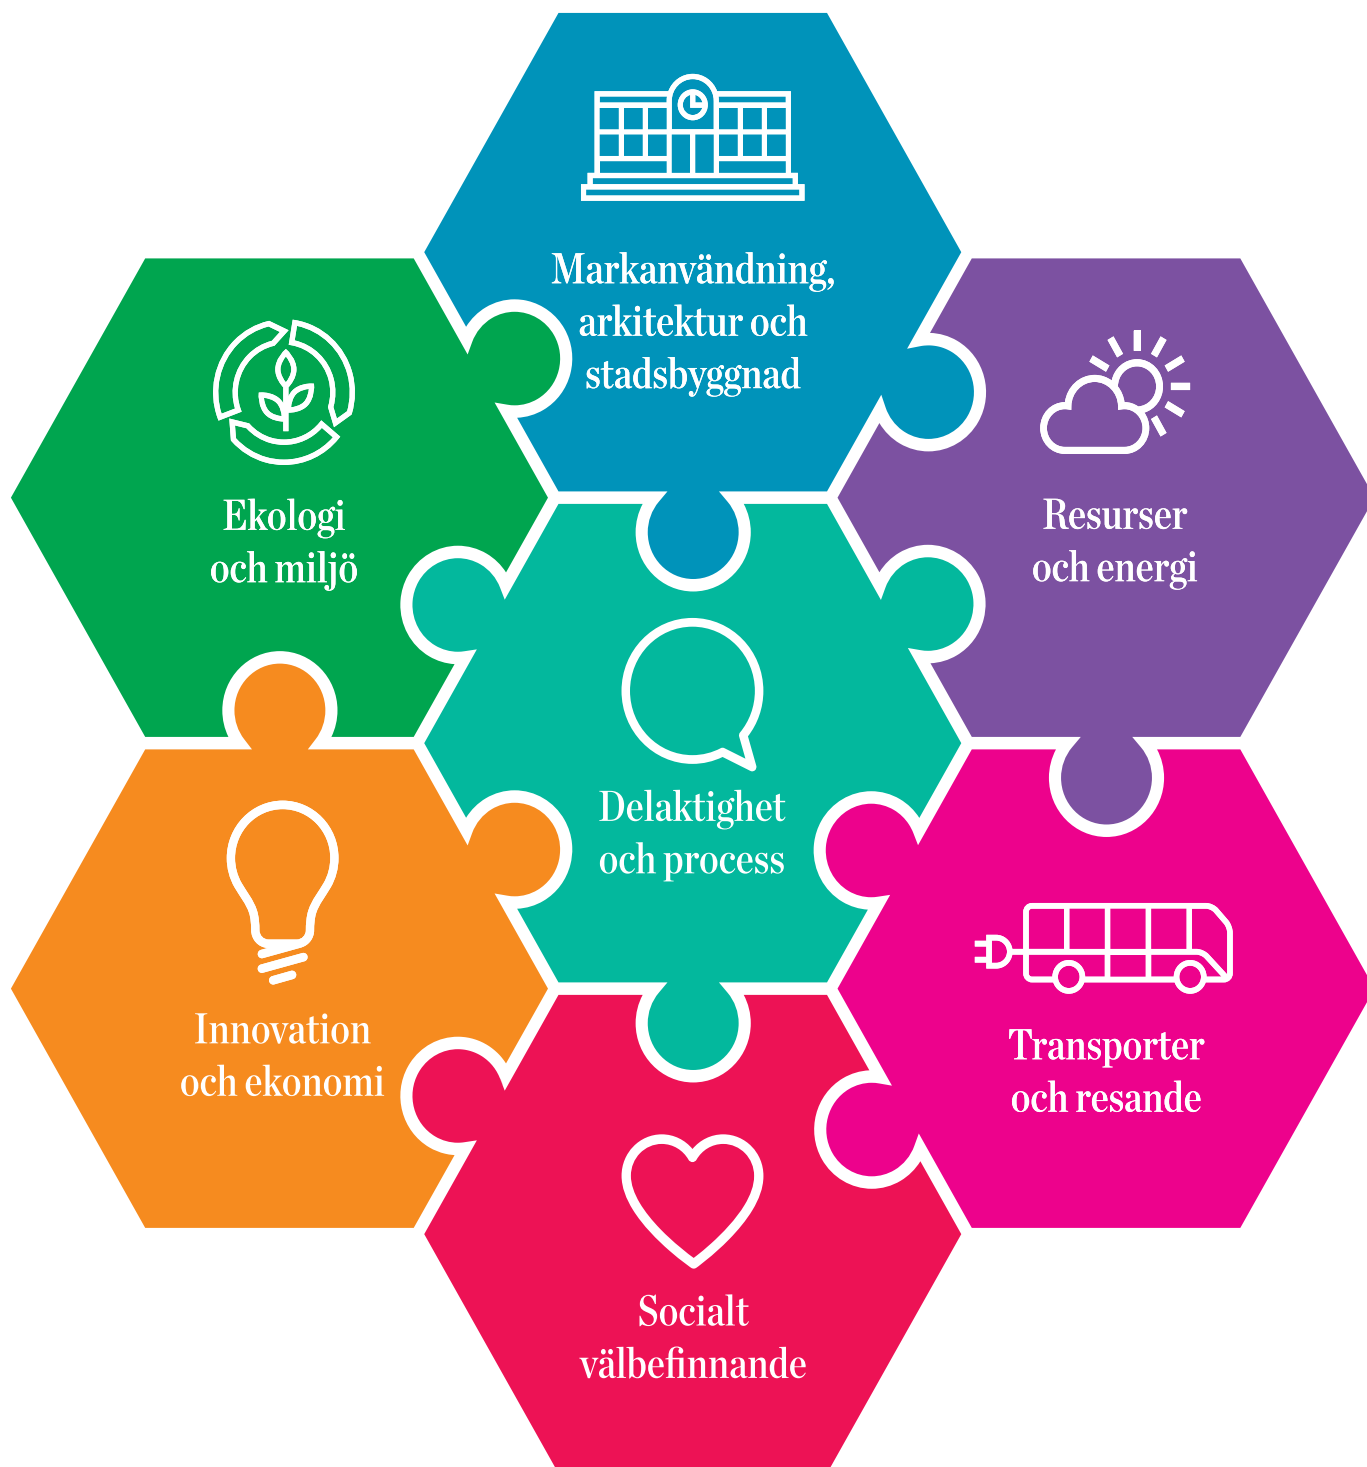 Markanvändning,
arkitektur och
stadsbyggnad
Ekologi
och miljö
Resurser
och energi
Delaktighet
och process
Innovation
och ekonomi
Transporter
och resande
Socialt
välbefinnande